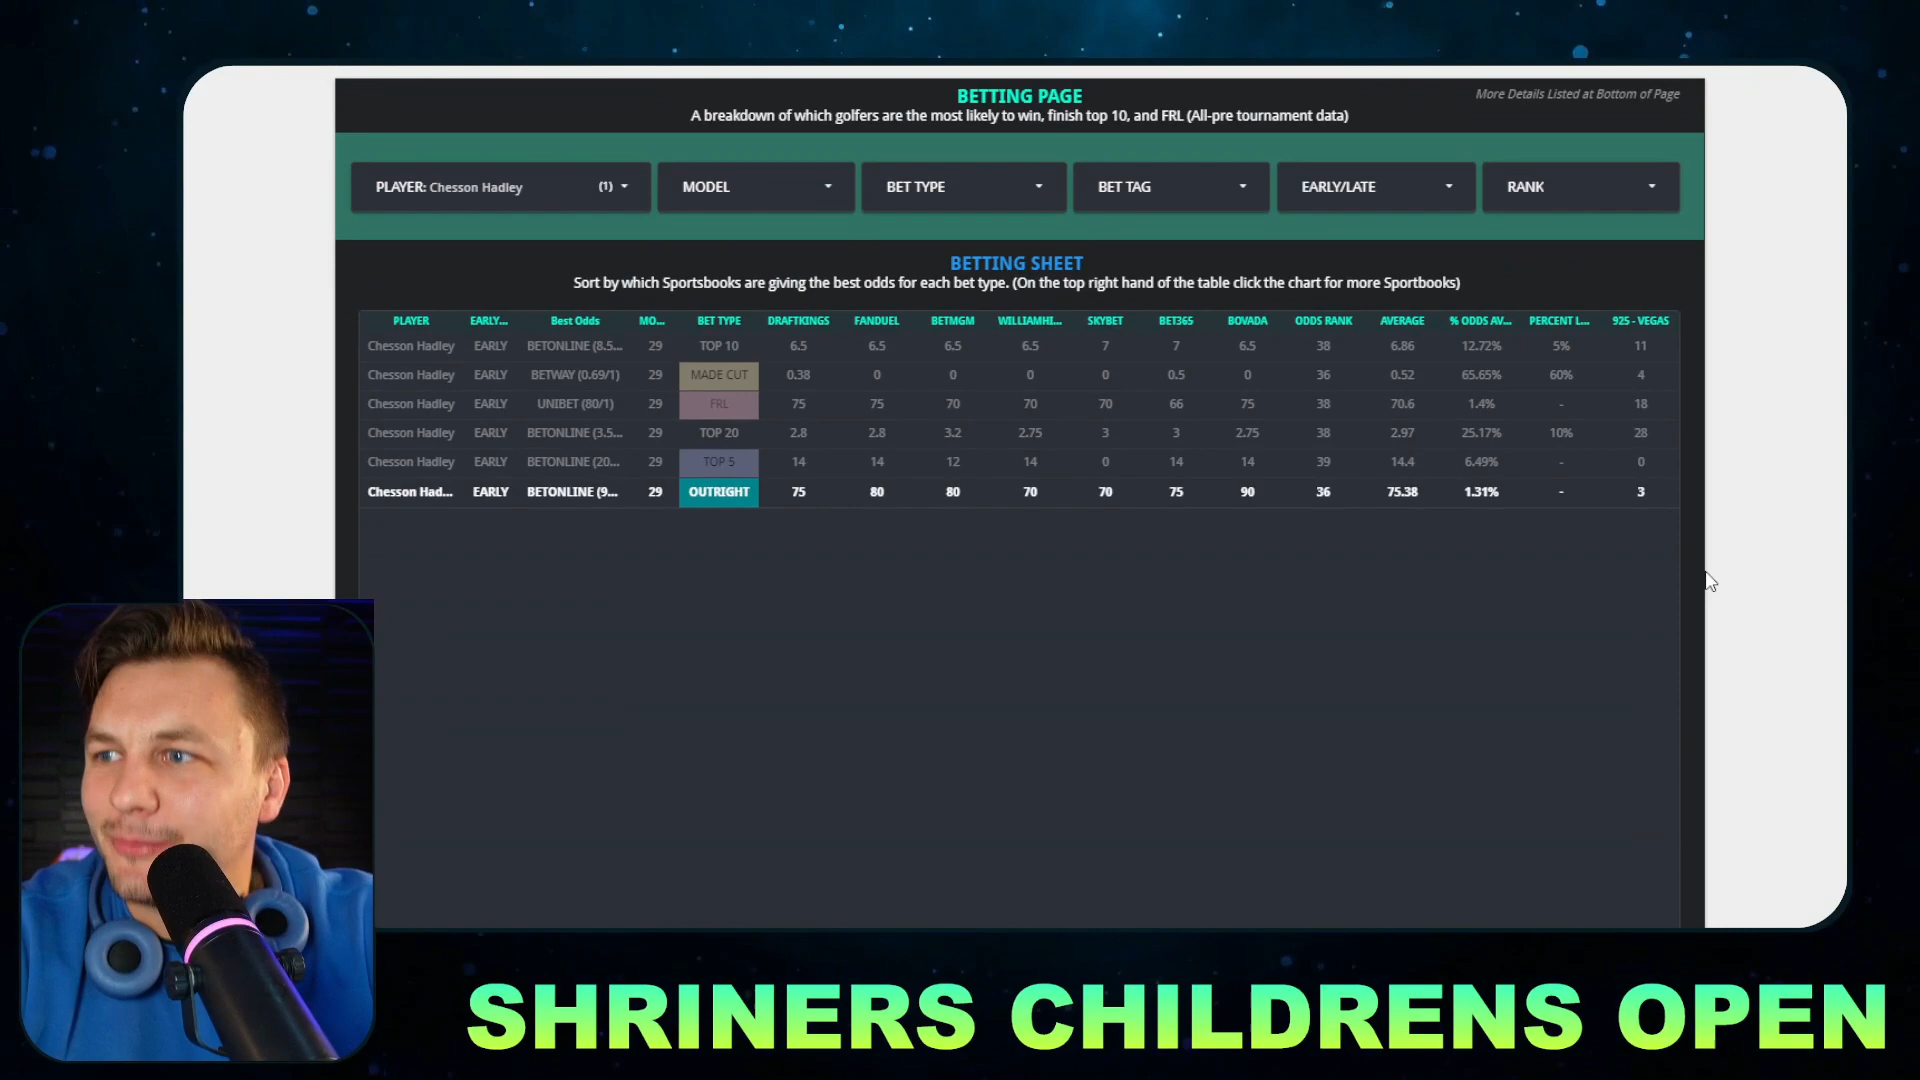 BETTING PAGE
More Details Listed at Bottom of Page
A breakdown of which golfers are the most likely to win, finish top 10, and FRL (All-pre tournament data)
PLAYER: Chesson Hadley (1) MODEL BET TYPE BET TAG EARLY/LATE RANK
BETTING SHEET
Sort by which Sportsbooks are giving the best odds for each bet type. (On the top right hand of the table click the chart for more Sportbooks)
PLAYER EARLY... Best Odds MO... BET TYPE DRAFTKINGS FANDUEL BETMGM WILLIAMHI... SKYBET BET365 BOVADA ODDS RANK AVERAGE % ODDS AV... PERCENT L... 925 - VEGAS
Chesson Hadley EARLY BETONLINE (8.5... 29 TOP 10 6.5 6.5 6.5 6.5 7 7 6.5 38 6.86 12.72% 5% 11
Chesson Hadley EARLY BETWAY (0.69/1) 29 MADE CUT 0.38 0 0 0 0 0.5 0 36 0.52 65.65% 60% 4
Chesson Hadley EARLY UNIBET (80/1) 29 FRL 75 75 70 70 70 66 75 38 70.6 1.4% - 18
Chesson Hadley EARLY BETONLINE (3.5... 29 TOP 20 2.8 2.8 3.2 2.75 3 3 2.75 38 2.97 25.17% 10% 28
Chesson Hadley EARLY BETONLINE (20... 29 TOP 5 14 14 12 14 0 14 14 39 14.4 6.49% - 0
Chesson Had... EARLY BETONLINE (9... 29 OUTRIGHT 75 80 80 70 70 75 90 36 75.38 1.31% - 3
SHRINERS CHILDRENS OPEN